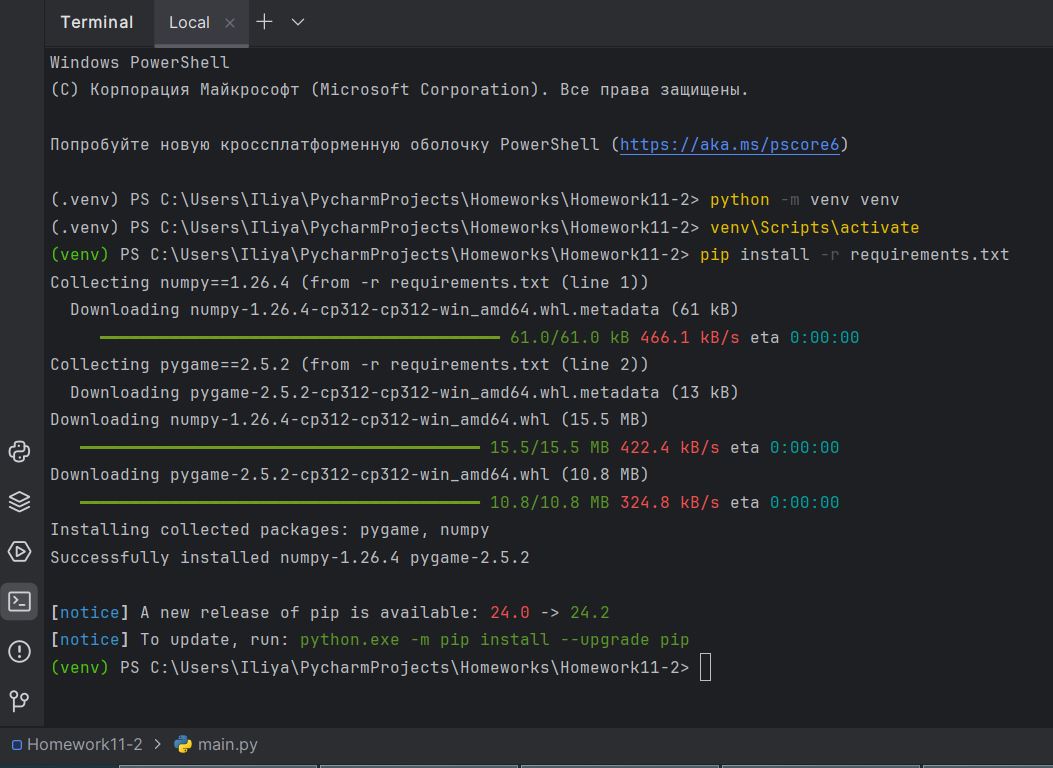 Terminal Local
Windows PowerShell
(C) Корпорация Майкрософт (Microsoft Corporation). Все права защищены.
Попробуйте новую кроссплатформенную оболочку PowerShell (https://aka.ms/pscore6)
(.venv) PS C:\Users\Iliya\PycharmProjects\Homeworks\Homework11-2> python -m venv venv
(.venv) PS C:\Users\Iliya\PycharmProjects\Homeworks\Homework11-2> venv\Scripts\activate
(venv) PS C:\Users\Iliya\PycharmProjects\Homeworks\Homework11-2> pip install -r requirements.txt
Collecting numpy==1.26.4 (from -r requirements.txt (line 1))
Downloading numpy-1.26.4-cp312-cp312-win_amd64.whl.metadata (61 kB)
61.0/61.0 kB 466.1 kB/s eta 0:00:00
Collecting pygame==2.5.2 (from -r requirements.txt (line 2))
Downloading pygame-2.5.2-cp312-cp312-win_amd64.whl.metadata (13 kB)
Downloading numpy-1.26.4-cp312-cp312-win_amd64.whl (15.5 MB)
15.5/15.5 MB 422.4 kB/s eta 0:00:00
Downloading pygame-2.5.2-cp312-cp312-win_amd64.whl (10.8 MB)
10.8/10.8 MB 324.8 kB/s eta 0:00:00
Installing collected packages: pygame, numpy
Successfully installed numpy-1.26.4 pygame-2.5.2
[notice] A new release of pip is available: 24.0 -> 24.2
[notice] To update, run: python.exe -m pip install --upgrade pip
(venv) PS C:\Users\Iliya\PycharmProjects\Homeworks\Homework11-2>
Homework11-2 > main.py